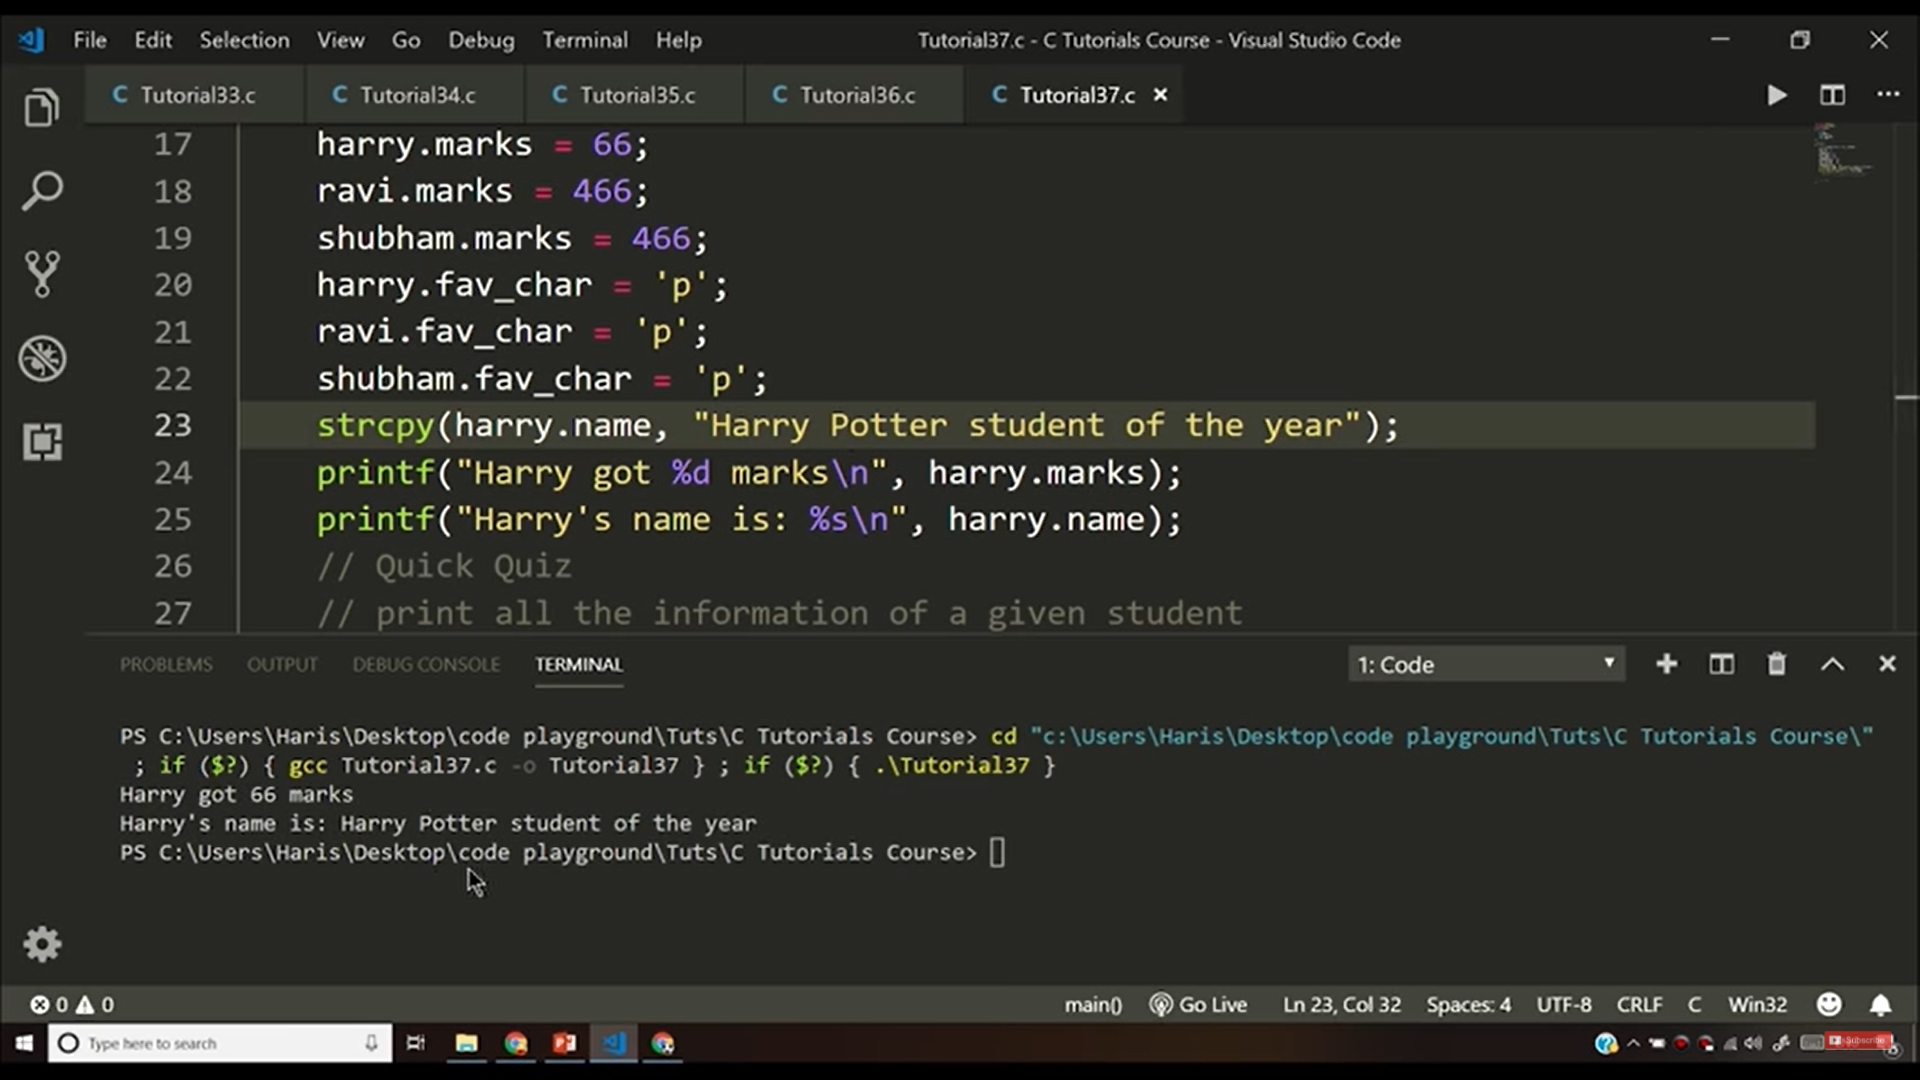 File Edit Selection View Go Debug Terminal Help Tutorial37.c - C Tutorials Course - Visual Studio Code
Tutorial33.c Tutorial34.c Tutorial35.c Tutorial36.c Tutorial37.c
17 harry.marks = 66;
18 ravi.marks = 466;
19 shubham.marks = 466;
20 harry.fav_char = 'p';
21 ravi.fav_char = 'p';
22 shubham.fav_char = 'p';
23 strcpy(harry.name, "Harry Potter student of the year");
24 printf("Harry got %d marks\n", harry.marks);
25 printf("Harry's name is: %s\n", harry.name);
26 // Quick Quiz
27 // print all the information of a given student
PROBLEMS OUTPUT DEBUG CONSOLE TERMINAL 1: Code
PS C:\Users\Haris\Desktop\code playground\Tuts\C Tutorials Course> cd "c:\Users\Haris\Desktop\code playground\Tuts\C Tutorials Course\"
; if ($?) { gcc Tutorial37.c -o Tutorial37 } ; if ($?) { .\Tutorial37 }
Harry got 66 marks
Harry's name is: Harry Potter student of the year
PS C:\Users\Haris\Desktop\code playground\Tuts\C Tutorials Course>
0 0 main() Go Live Ln 23, Col 32 Spaces: 4 UTF-8 CRLF C Win32
Type here to search Subscribe